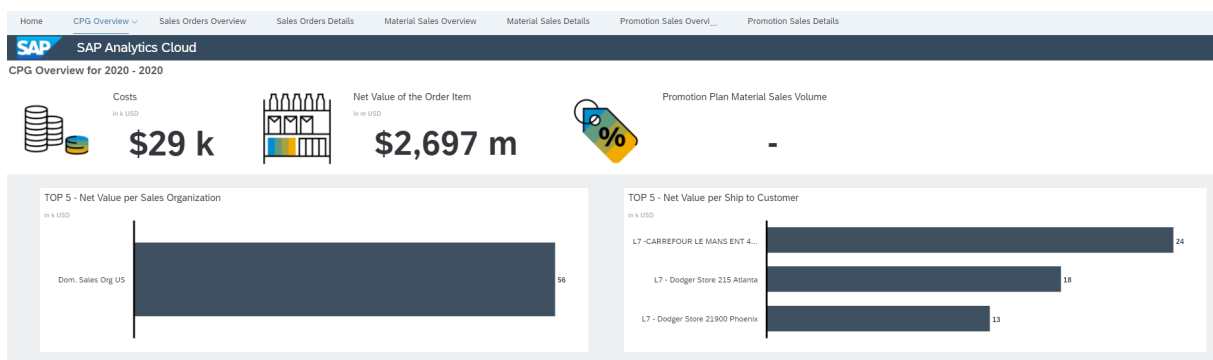 Home CPG Overview Sales Orders Overview Sales Orders Details Material Sales Overview Material Sales Details Promotion Sales Overvi... Promotion Sales Details
SAP SAP Analytics Cloud
CPG Overview for 2020 - 2020
Costs
in k USD
$29 k
Net Value of the Order Item
in m USD
$2,697 m
%
Promotion Plan Material Sales Volume
-
TOP 5 - Net Value per Sales Organization
in k USD
Dom. Sales Org US 56
TOP 5 - Net Value per Ship to Customer
in k USD
L7 -CARREFOUR LE MANS ENT 4... 24
L7 - Dodger Store 215 Atlanta 18
L7 - Dodger Store 21900 Phoenix 13